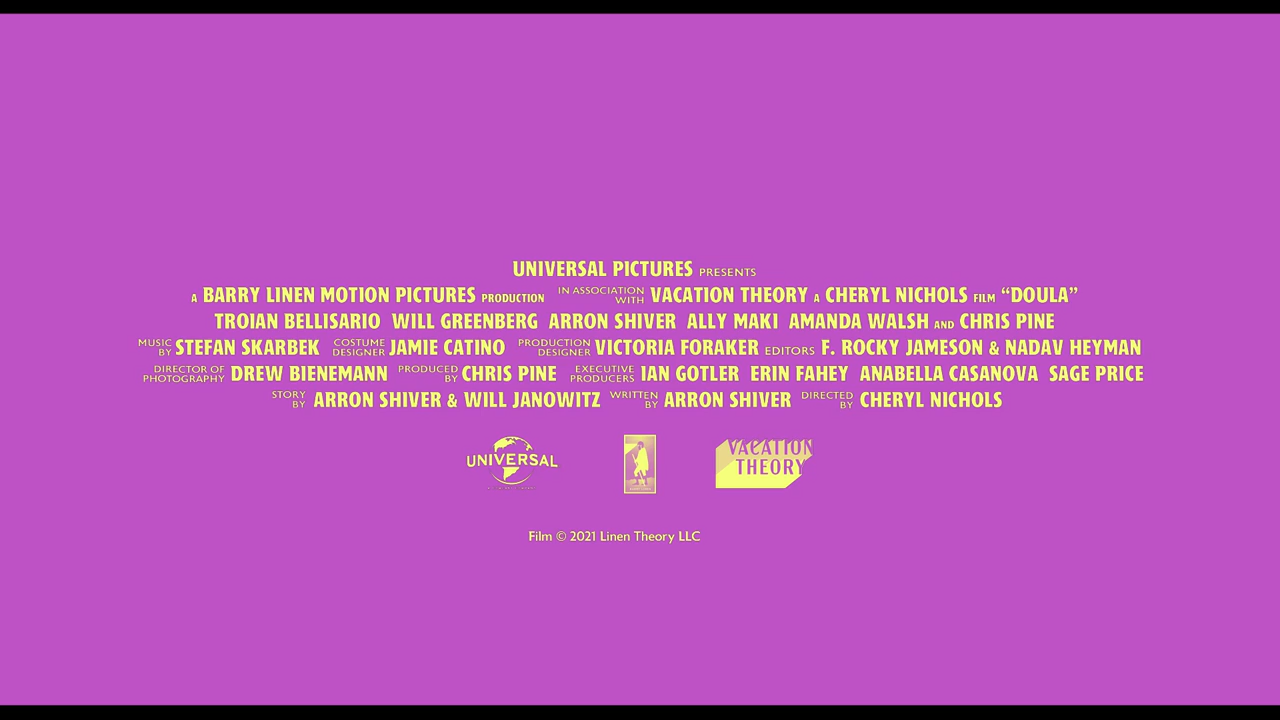 UNIVERSAL PICTURES PRESENTS
A BARRY LINEN MOTION PICTURES PRODUCTION IN ASSOCIATION WITH VACATION THEORY A CHERYL NICHOLS FILM “DOULA”
TROIAN BELLISARIO WILL GREENBERG ARRON SHIVER ALLY MAKI AMANDA WALSH AND CHRIS PINE
MUSIC BY STEFAN SKARBEK COSTUME DESIGNER JAMIE CATINO PRODUCTION DESIGNER VICTORIA FORAKER EDITORS F. ROCKY JAMESON & NADAV HEYMAN
DIRECTOR OF PHOTOGRAPHY DREW BIENEMANN PRODUCED BY CHRIS PINE EXECUTIVE PRODUCERS IAN GOTLER ERIN FAHEY ANABELLA CASANOVA SAGE PRICE
STORY BY ARRON SHIVER & WILL JANOWITZ WRITTEN BY ARRON SHIVER DIRECTED BY CHERYL NICHOLS
UNIVERSAL
VACATION
THEORY
Film © 2021 Linen Theory LLC